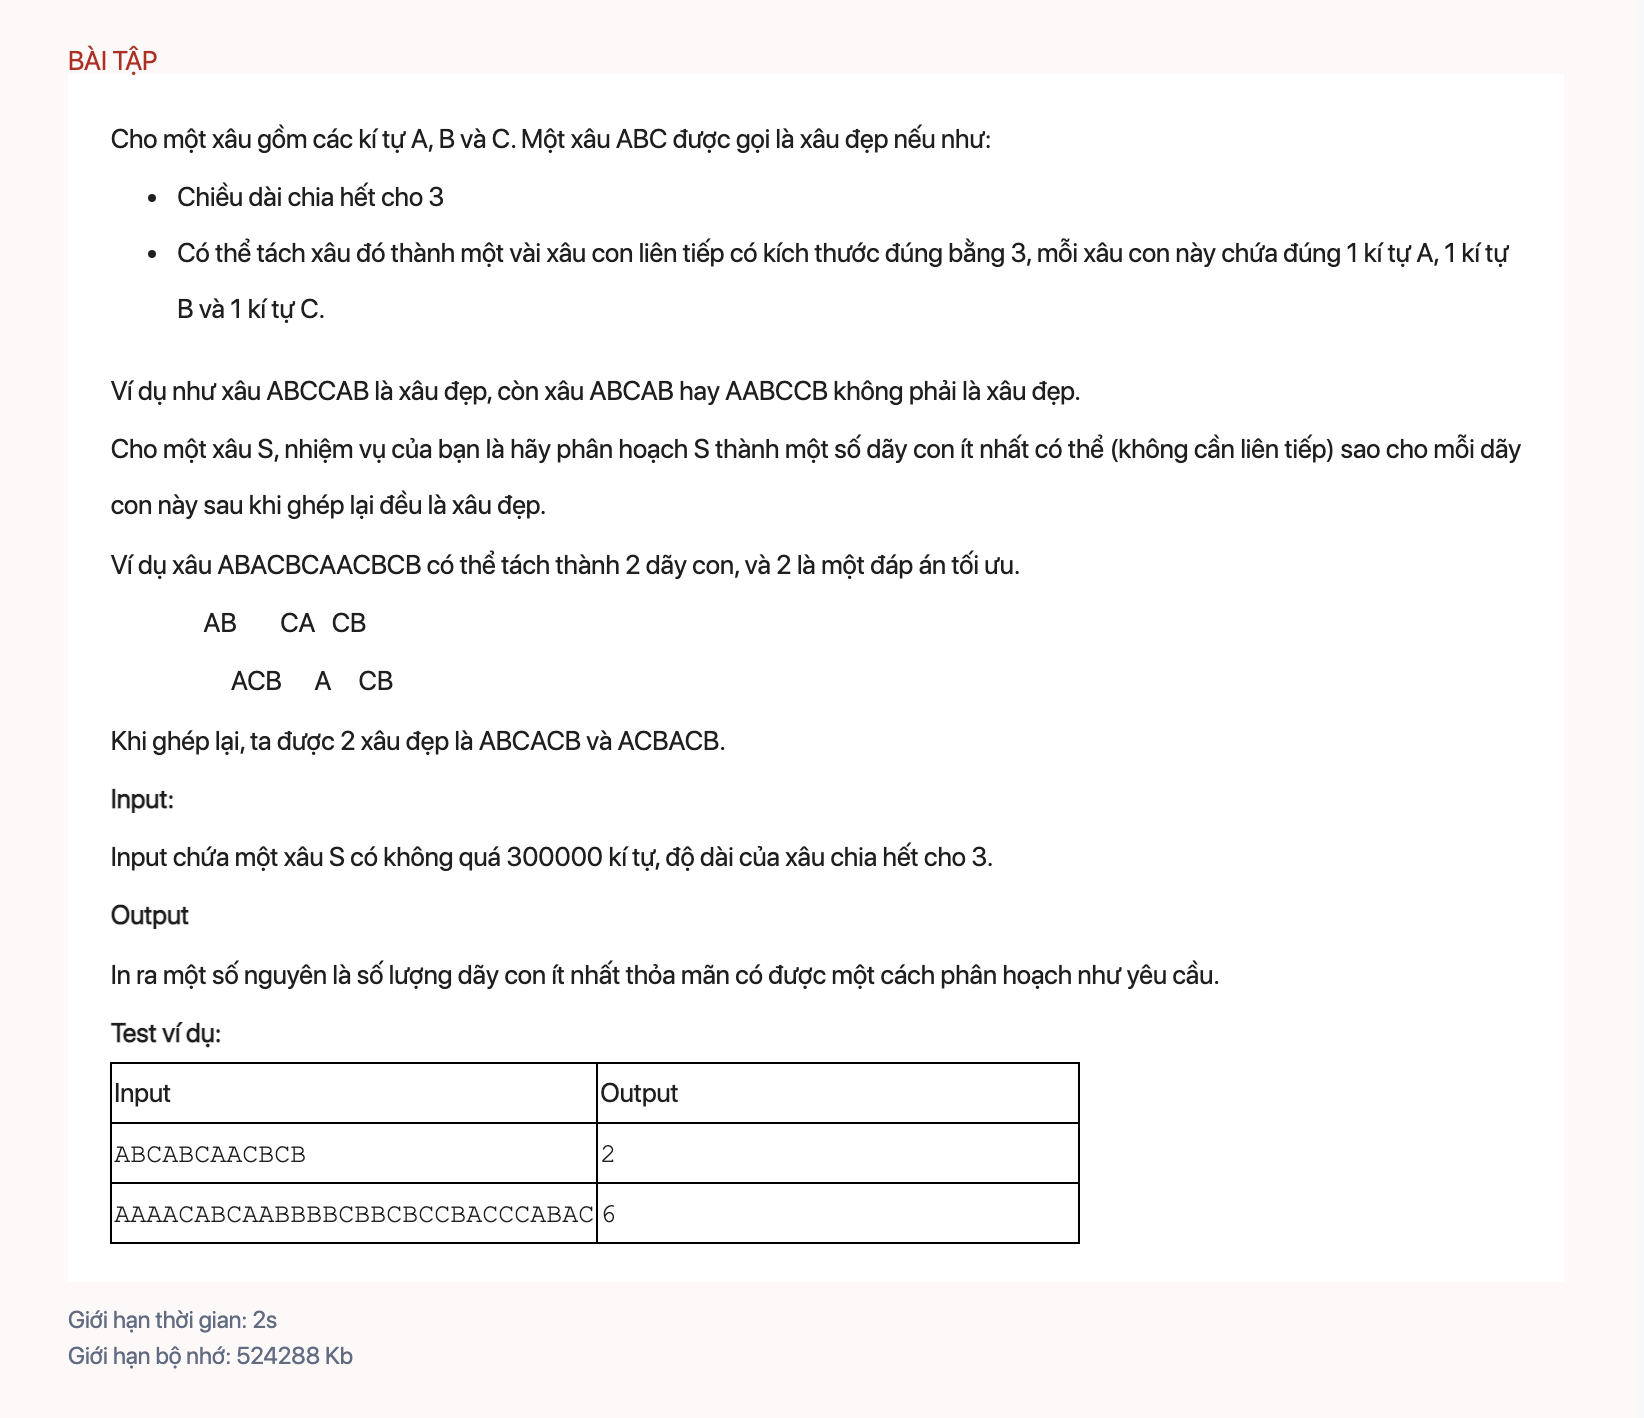 BÀI TẬP
Cho một xâu gồm các kí tự A, B và C. Một xâu ABC được gọi là xâu đẹp nếu như:
• Chiều dài chia hết cho 3
• Có thể tách xâu đó thành một vài xâu con liên tiếp có kích thước đúng bằng 3, mỗi xâu con này chứa đúng 1 kí tự A, 1 kí tự
B và 1 kí tự C.
Ví dụ như xâu ABCCAB là xâu đẹp, còn xâu ABCAB hay AABCCB không phải là xâu đẹp.
Cho một xâu S, nhiệm vụ của bạn là hãy phân hoạch S thành một số dãy con ít nhất có thể (không cần liên tiếp) sao cho mỗi dãy
con này sau khi ghép lại đều là xâu đẹp.
Ví dụ xâu ABACBCAACBCB có thể tách thành 2 dãy con, và 2 là một đáp án tối ưu.
AB CA CB
ACB A CB
Khi ghép lại, ta được 2 xâu đẹp là ABCACB và ACBACB.
Input:
Input chứa một xâu S có không quá 300000 kí tự, độ dài của xâu chia hết cho 3.
Output
In ra một số nguyên là số lượng dãy con ít nhất thỏa mãn có được một cách phân hoạch như yêu cầu.
Test ví dụ:
Input Output
ABCABCAACBCB 2
AAAACABCAABBBBCBBCBCCBACCCABAC 6
Giới hạn thời gian: 2s
Giới hạn bộ nhớ: 524288 Kb